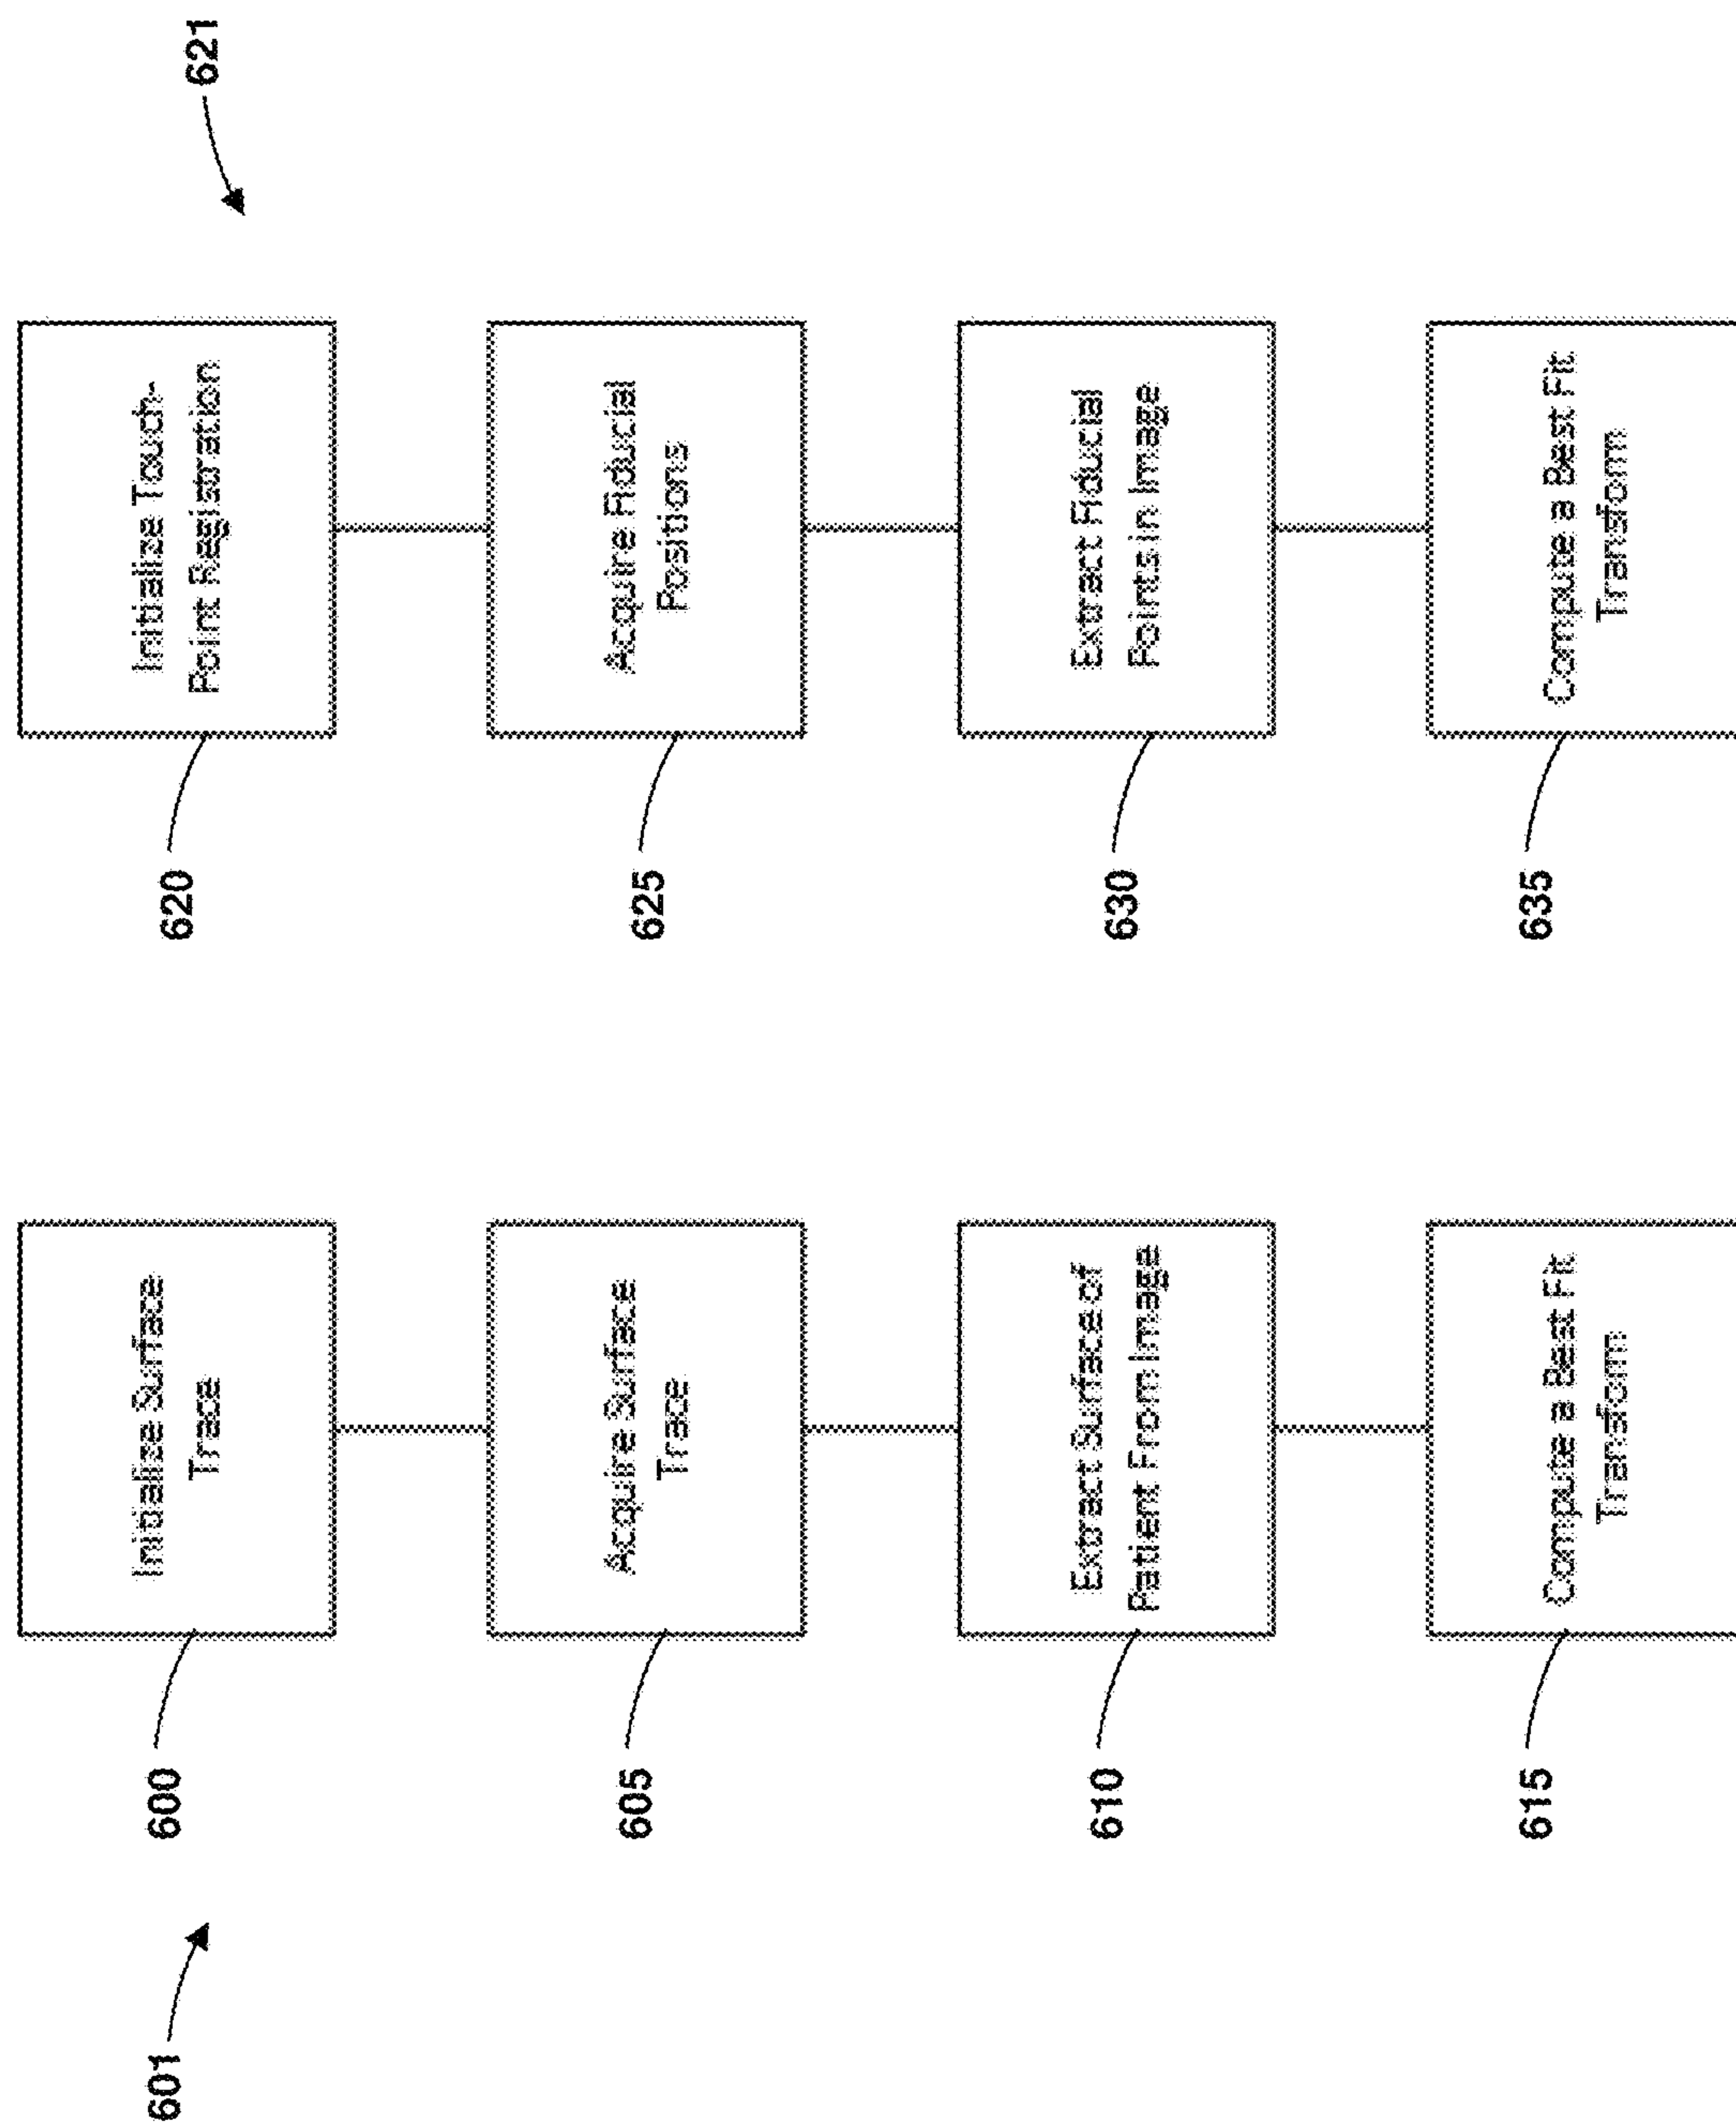 601
600
Initialize Surface
Trace
605
Acquire Surface
Trace
610
Extract Surface of
Patient From Image
615
Compute a Best Fit
Transform
621
620
Initialize Touch-
Point Registration
625
Acquire Fiducial
Positions
630
Extract Fiducial
Points in Image
635
Compute a Best Fit
Transform